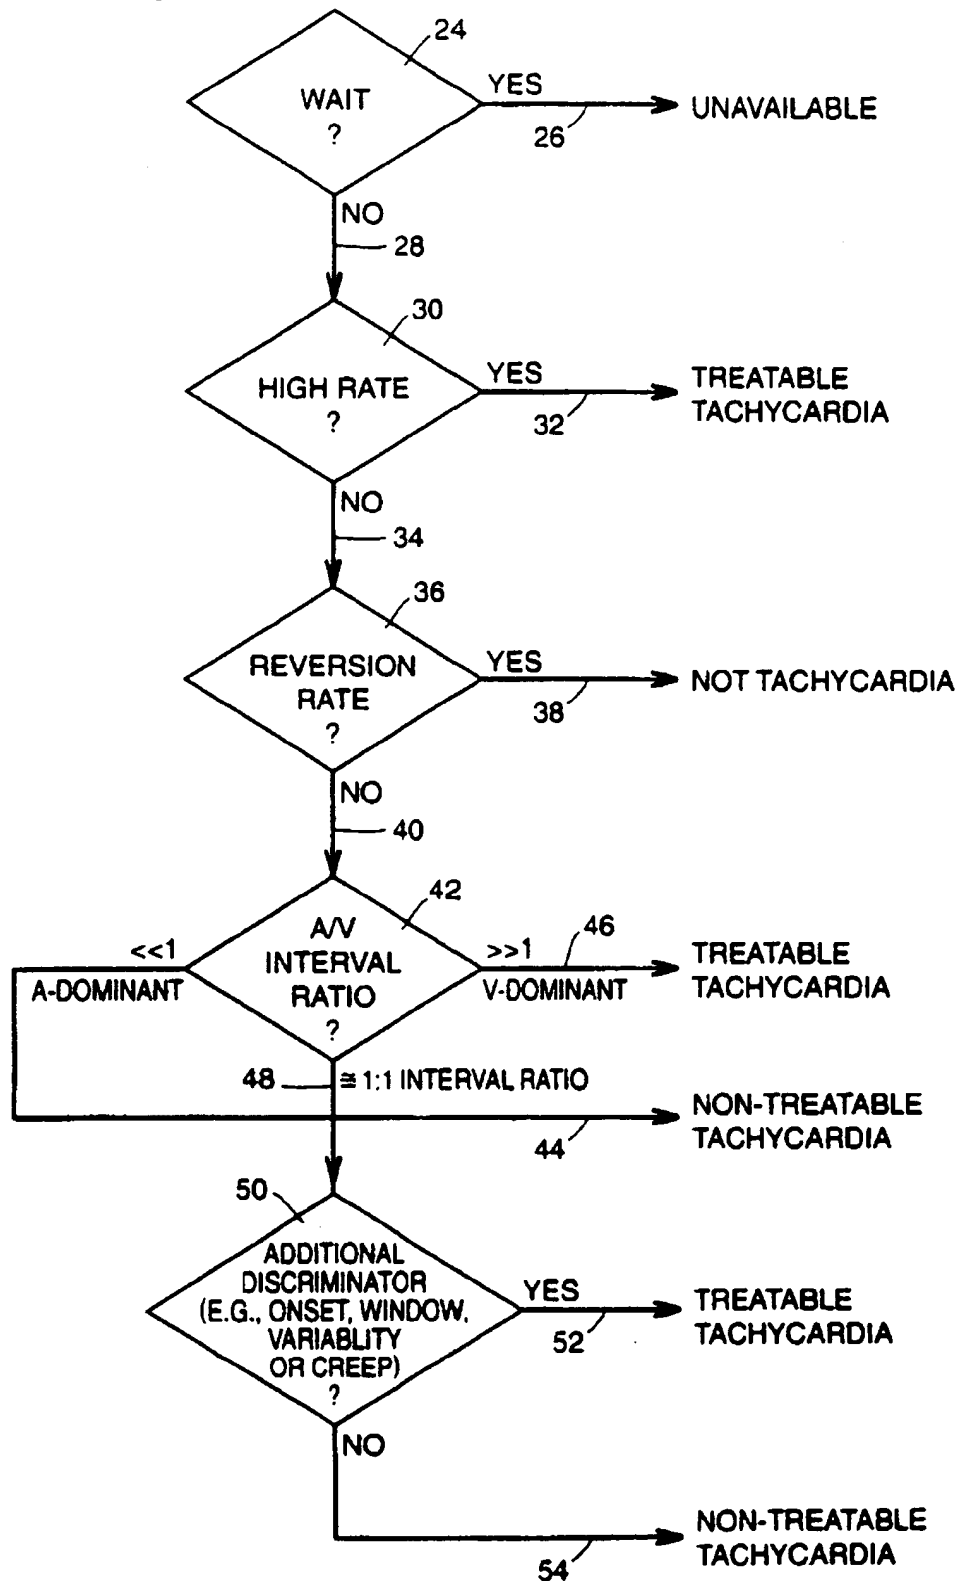 24
WAIT
?
YES
26
UNAVAILABLE
NO
28
30
HIGH RATE
?
YES
32
TREATABLE
TACHYCARDIA
NO
34
36
REVERSION
RATE
?
YES
38
NOT TACHYCARDIA
NO
40
42
A/V
INTERVAL
RATIO
?
<<1
A-DOMINANT
>>1
V-DOMINANT
46
TREATABLE
TACHYCARDIA
48
≅ 1:1 INTERVAL RATIO
44
NON-TREATABLE
TACHYCARDIA
50
ADDITIONAL
DISCRIMINATOR
(E.G., ONSET, WINDOW,
VARIABLITY
OR CREEP)
?
YES
52
TREATABLE
TACHYCARDIA
NO
54
NON-TREATABLE
TACHYCARDIA